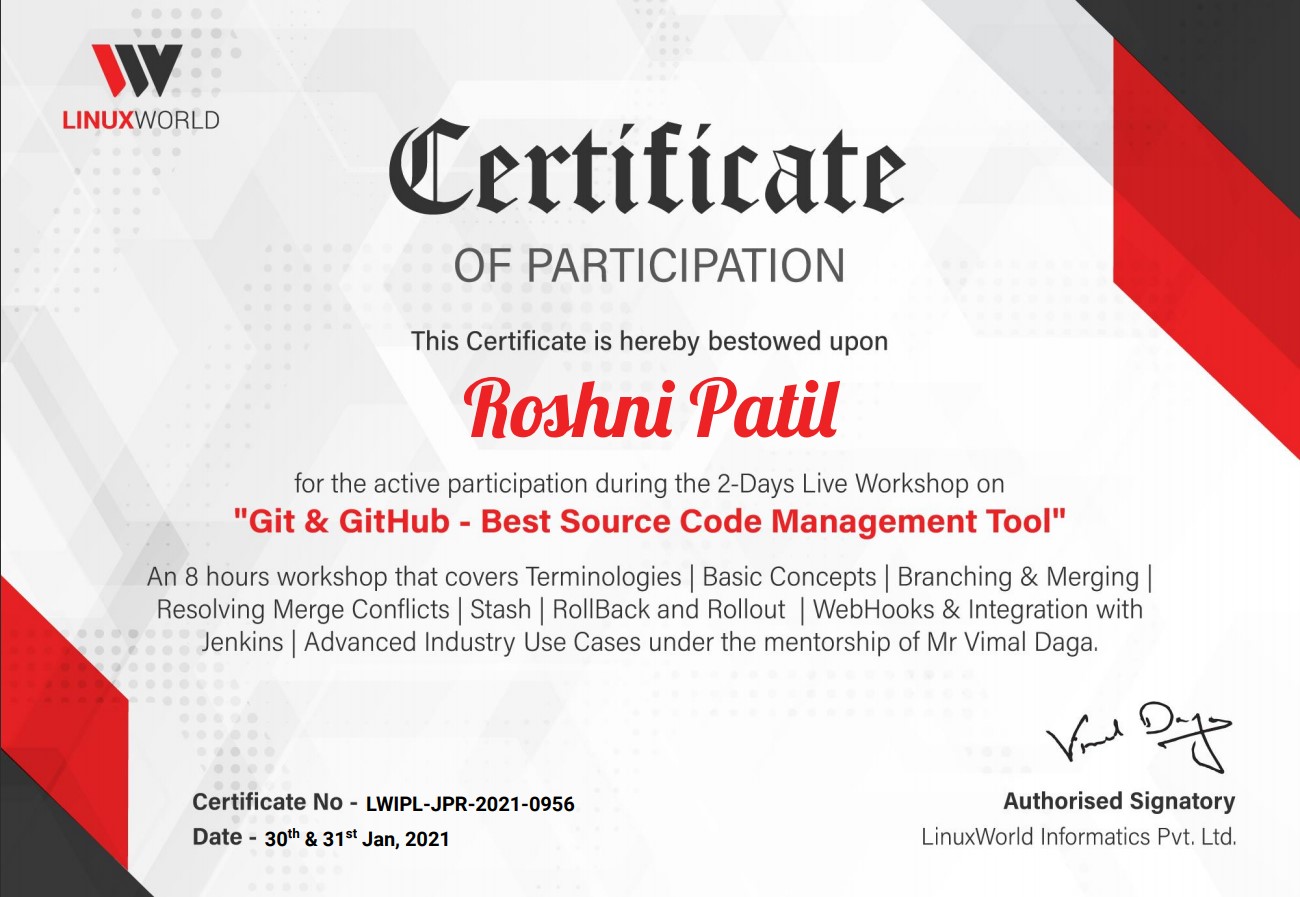 LINUXWORLD
Certificate
OF PARTICIPATION
This Certificate is hereby bestowed upon
Roshni Patil
for the active participation during the 2-Days Live Workshop on
"Git & GitHub - Best Source Code Management Tool"
An 8 hours workshop that covers Terminologies | Basic Concepts | Branching & Merging |
Resolving Merge Conflicts | Stash | RollBack and Rollout | WebHooks & Integration with
Jenkins | Advanced Industry Use Cases under the mentorship of Mr Vimal Daga.
Vimal Daga
Certificate No - LWIPL-JPR-2021-0956
Authorised Signatory
Date - 30th & 31st Jan, 2021
LinuxWorld Informatics Pvt. Ltd.